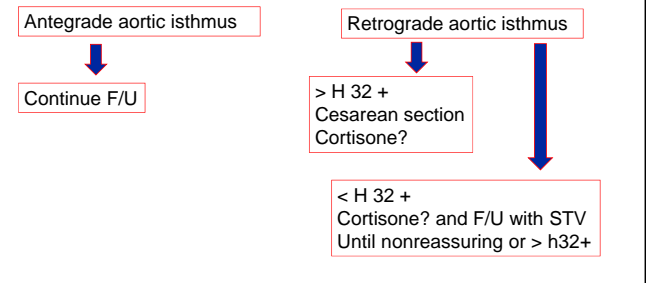 Antegrade aortic isthmus
Continue F/U
Retrograde aortic isthmus
> H 32 +
Cesarean section
Cortisone?
< H 32 +
Cortisone? and F/U with STV
Until nonreassuring or > h32+